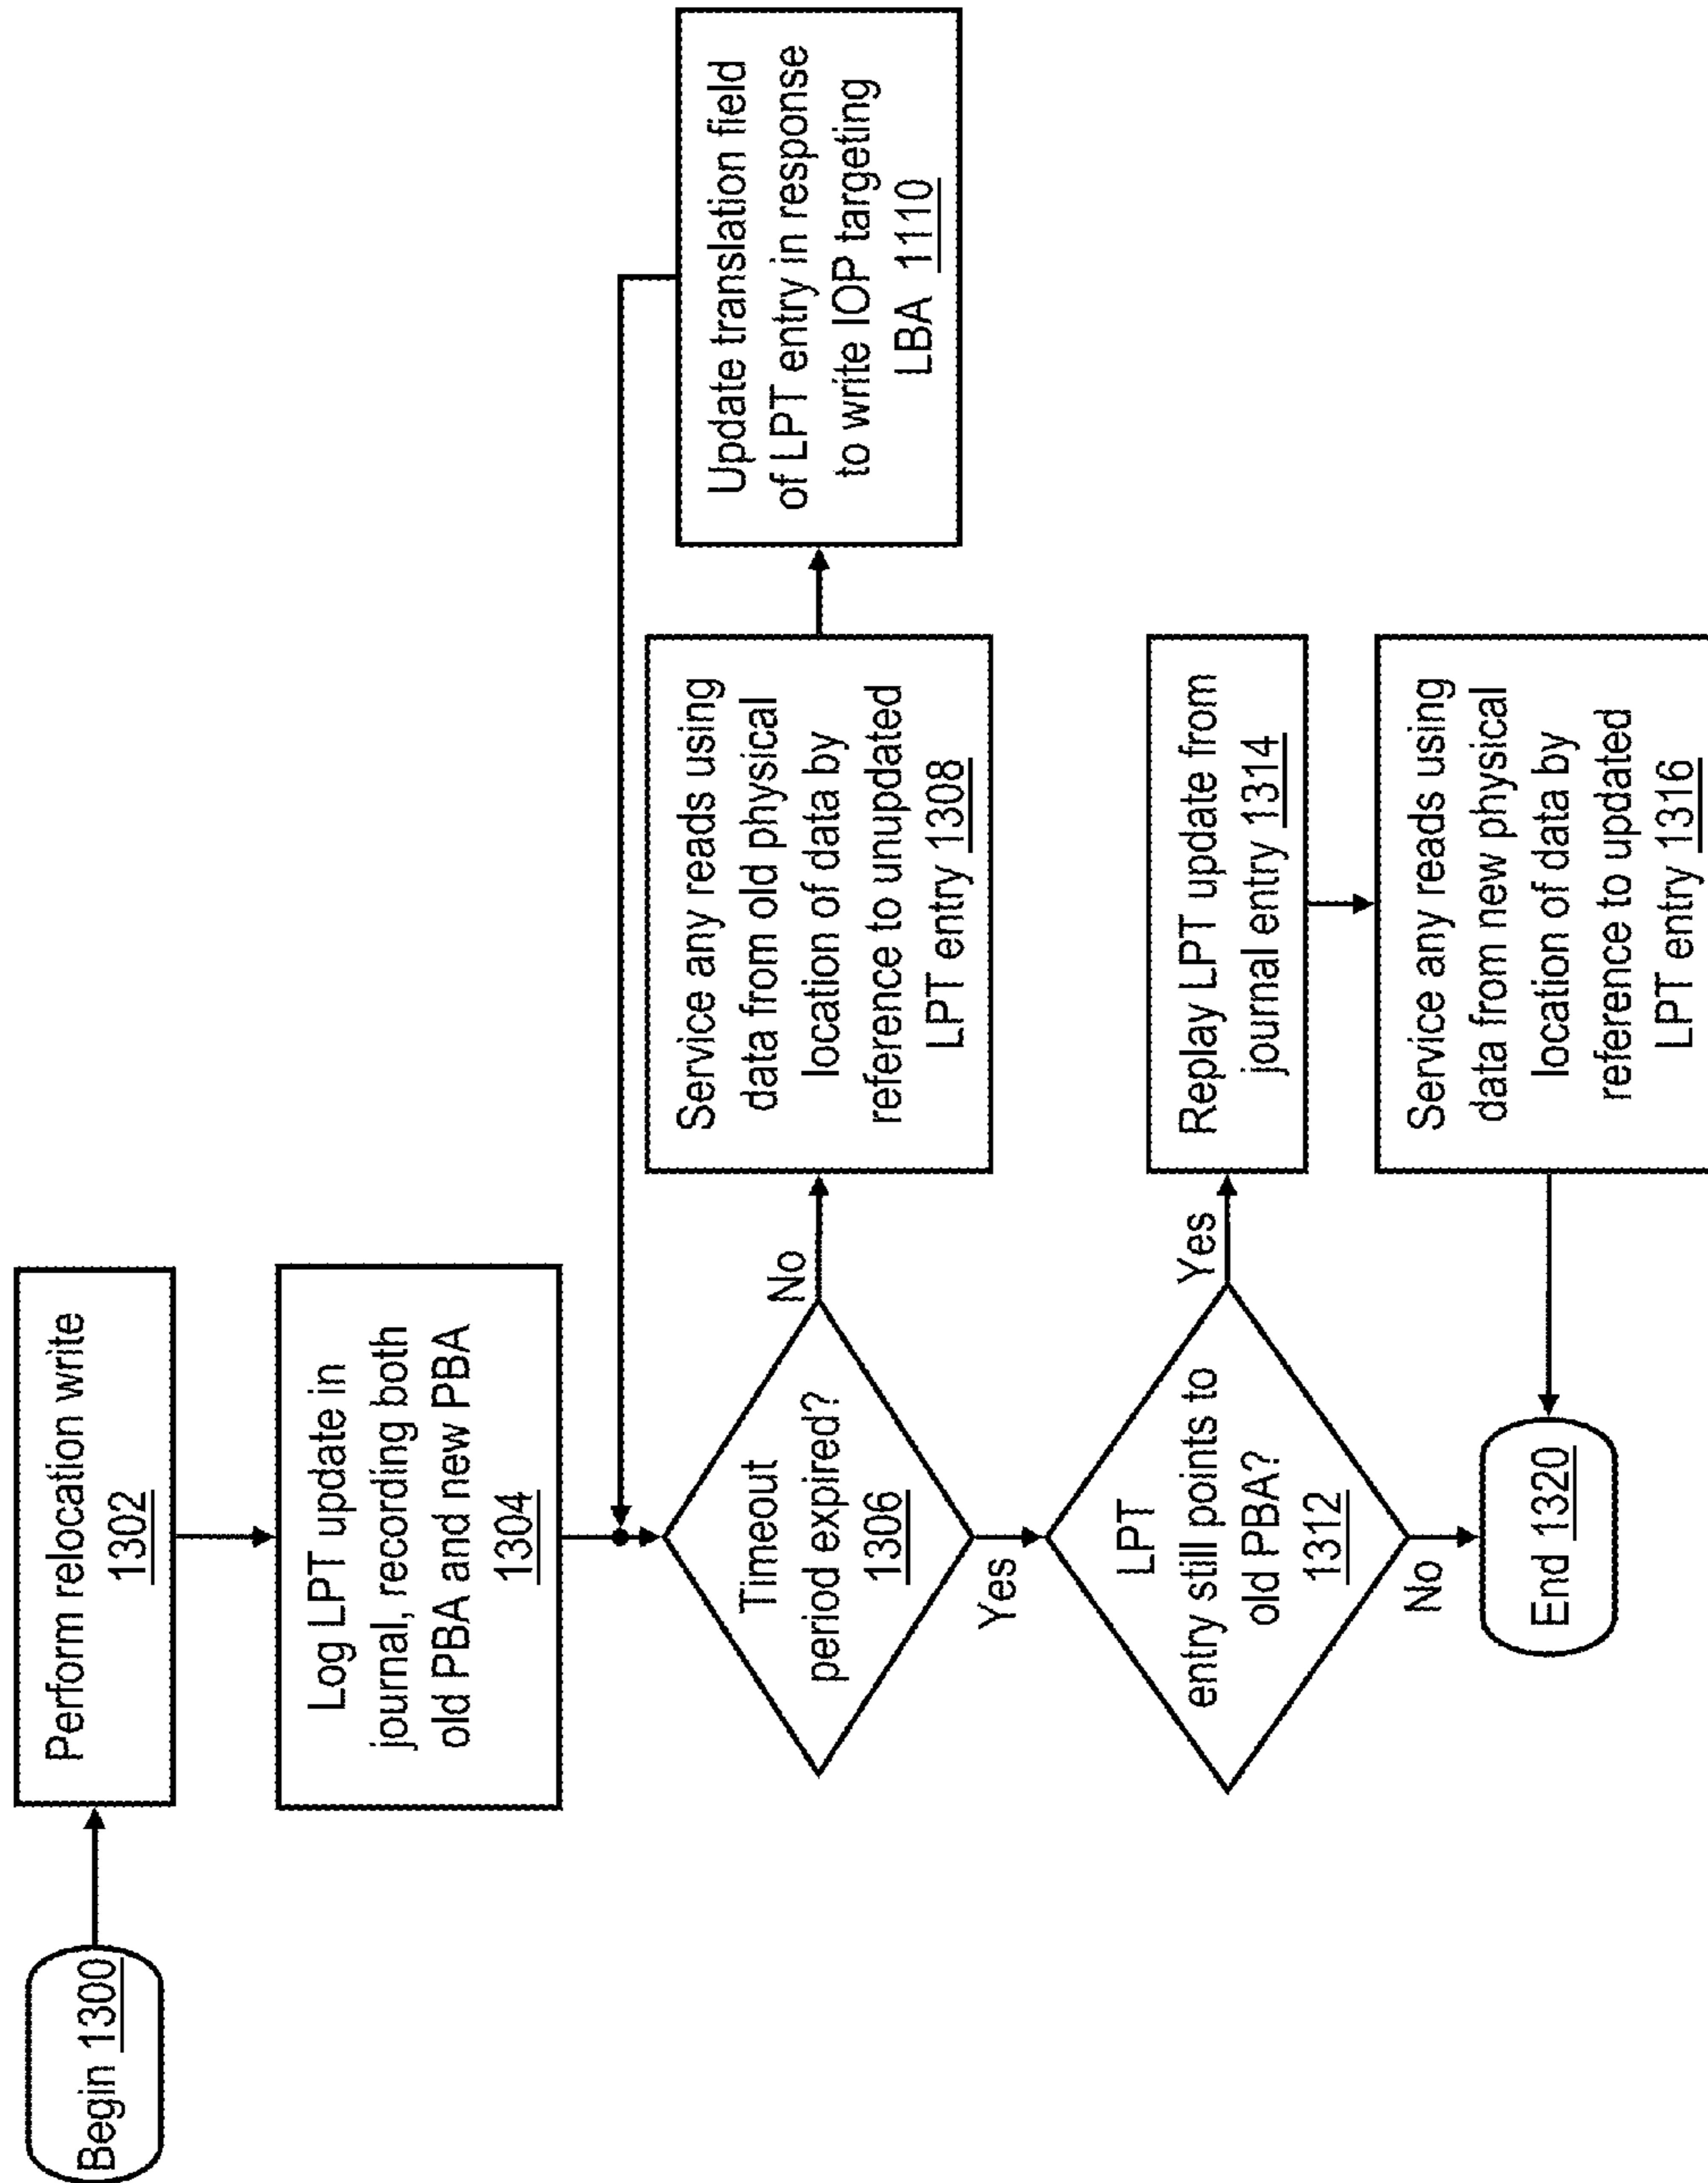 Begin 1300
Perform relocation write
1302
Log LPT update in
journal, recording both
old PBA and new PBA
1304
Timeout
period expired?
1306
No
Yes
Service any reads using
data from old physical
location of data by
reference to unupdated
LPT entry 1308
Update translation field
of LPT entry in response
to write IOP targeting
LBA 1110
LPT
entry still points to
old PBA?
1312
Yes
No
Replay LPT update from
journal entry 1314
Service any reads using
data from new physical
location of data by
reference to updated
LPT entry 1316
End 1320